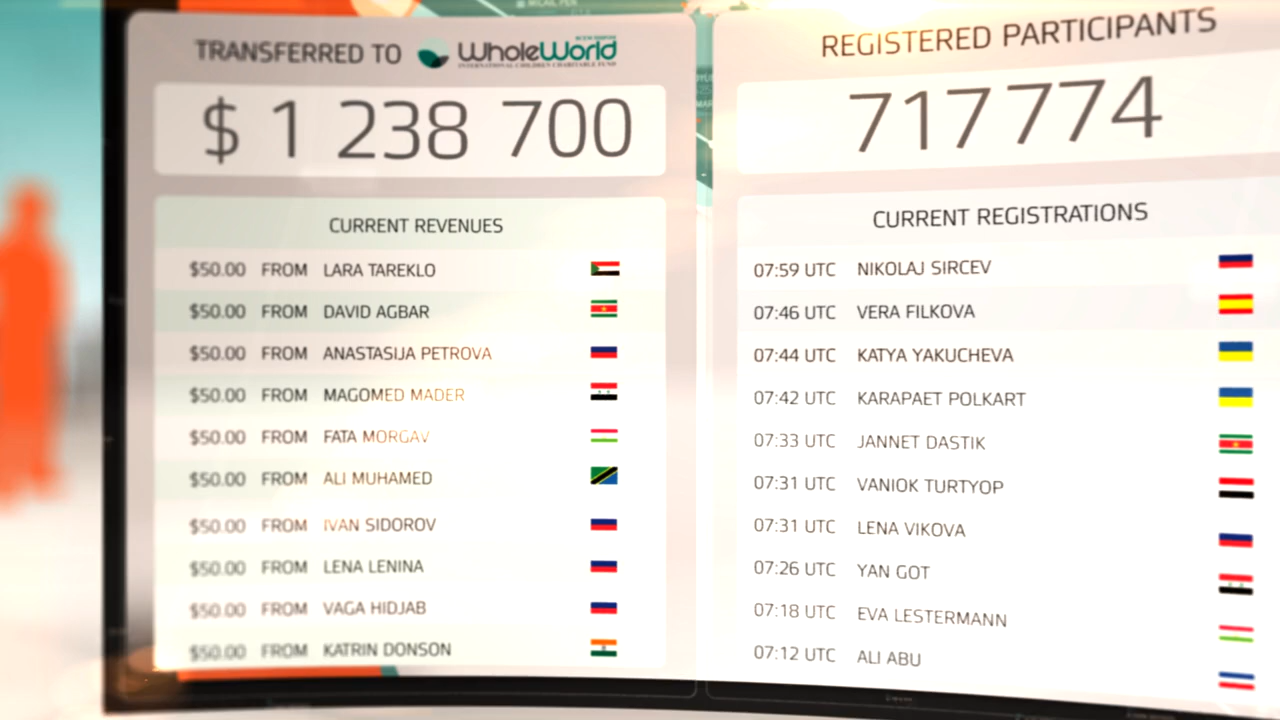 TRANSFERRED TO WholeWorld
INTERNATIONAL CHILDREN CHARITABLE FUND
$ 1 238 700
CURRENT REVENUES
$50.00 FROM LARA TAREKLO
$50.00 FROM DAVID AGBAR
$50.00 FROM ANASTASIJA PETROVA
$50.00 FROM MAGOMED MADER
$50.00 FROM FATA MORGAV
$50.00 FROM ALI MUHAMED
$50.00 FROM IVAN SIDOROV
$50.00 FROM LENA LENINA
$50.00 FROM VAGA HIDJAB
$50.00 FROM KATRIN DONSON
REGISTERED PARTICIPANTS
717774
CURRENT REGISTRATIONS
07:59 UTC NIKOLAJ SIRCEV
07:46 UTC VERA FILKOVA
07:44 UTC KATYA YAKUCHEVA
07:42 UTC KARAPAET POLKART
07:33 UTC JANNET DASTIK
07:31 UTC VANIOK TURTYOP
07:31 UTC LENA VIKOVA
07:26 UTC YAN GOT
07:18 UTC EVA LESTERMANN
07:12 UTC ALI ABU